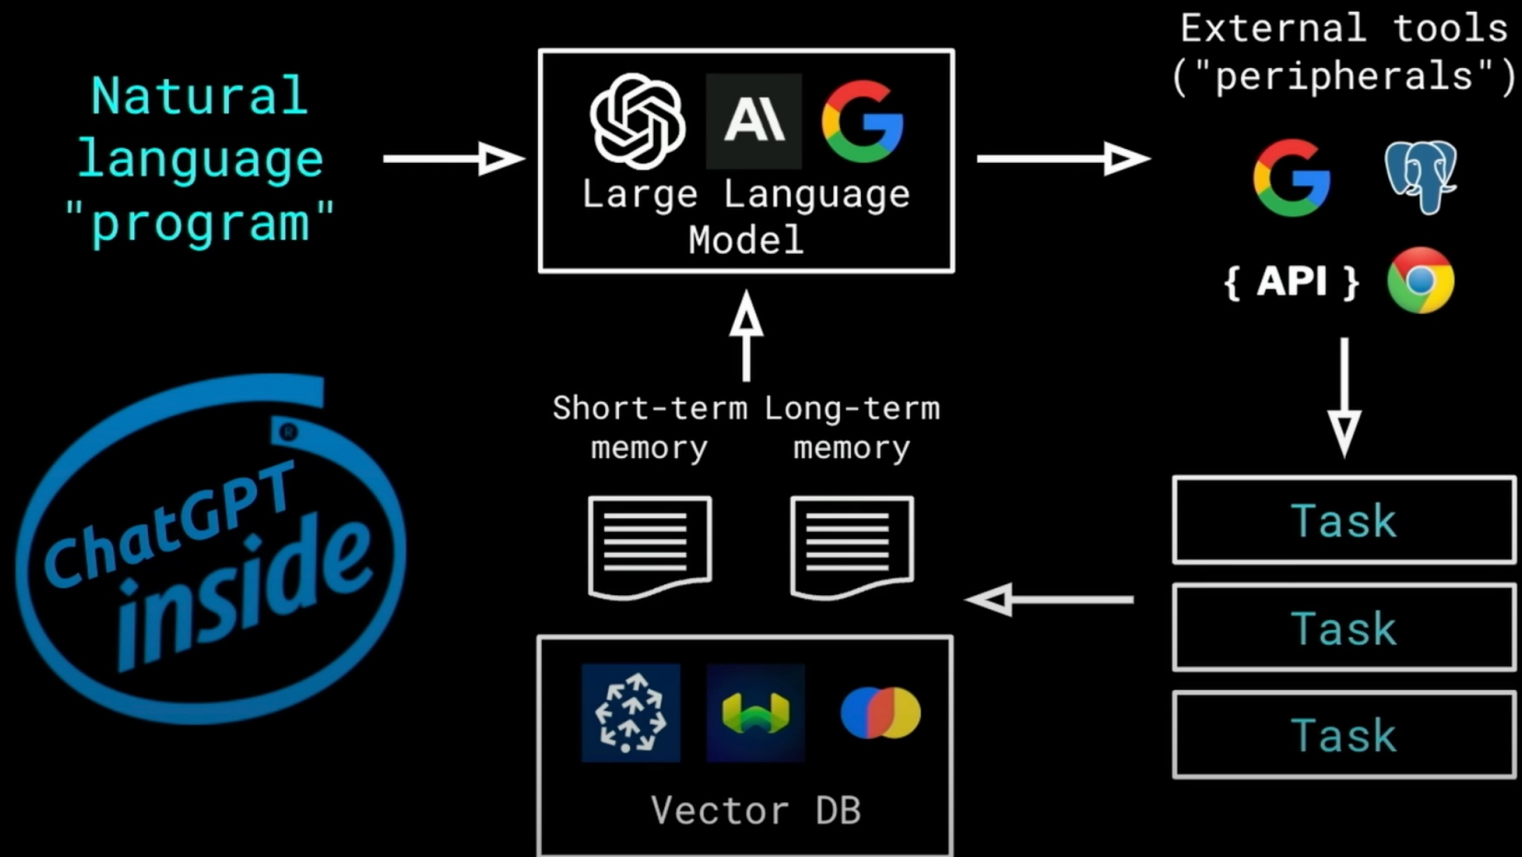 Natural
language
"program"
A\
Large Language
Model
External tools
("peripherals")
{ API }
Short-term
memory
Long-term
memory
ChatGPT
inside
®
Task
Task
Task
Vector DB